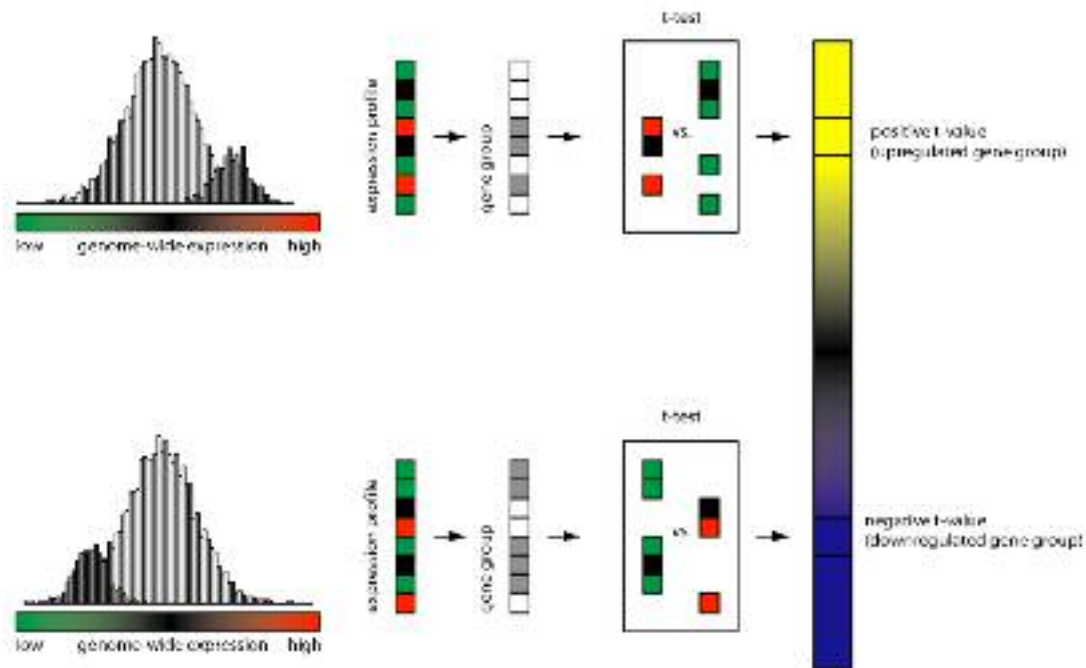 t-test
expression profile
gene group
vs.
positive t-value
(upregulated gene group)
low genome-wide expression high
t-test
expression profile
gene group
vs.
negative t-value
(downregulated gene group)
low genome-wide expression high